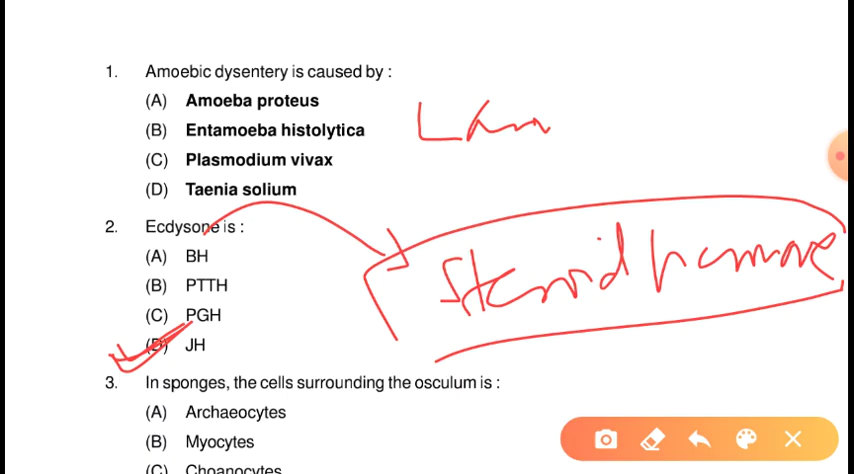 1. Amoebic dysentery is caused by :
(A) Amoeba proteus
(B) Entamoeba histolytica
(C) Plasmodium vivax
(D) Taenia solium
2. Ecdysone is :
Steroid hormone
(A) BH
(B) PTTH
(C) PGH
(D) JH
3. In sponges, the cells surrounding the osculum is :
(A) Archaeocytes
(B) Myocytes
(C) Choanocytes